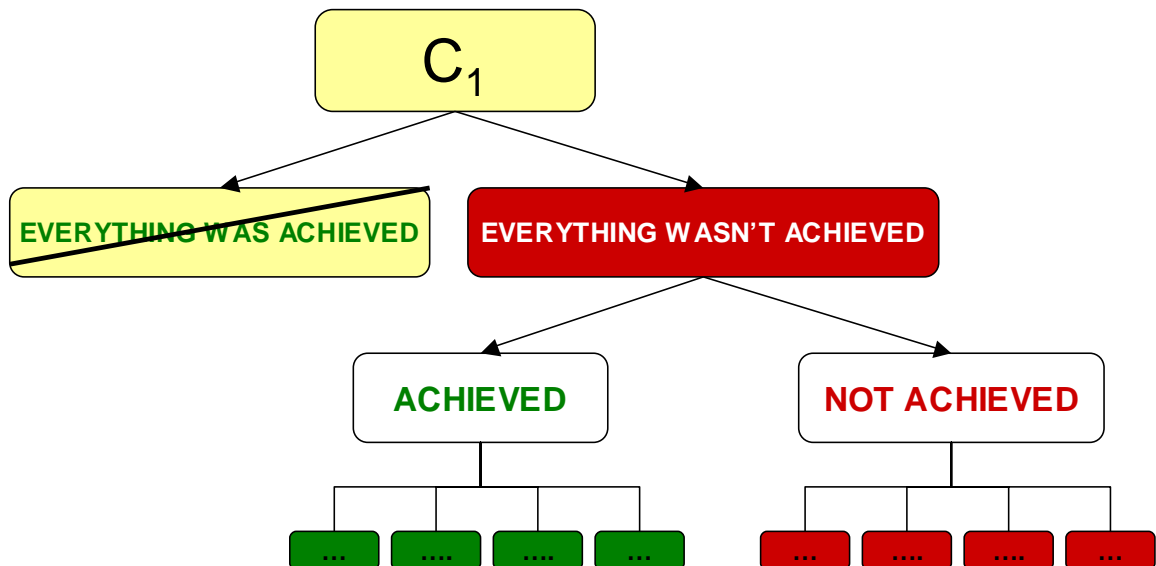 C₁
EVERYTHING WAS ACHIEVED
EVERYTHING WASN’T ACHIEVED
ACHIEVED
NOT ACHIEVED
... .... .... ... ... .... .... ...